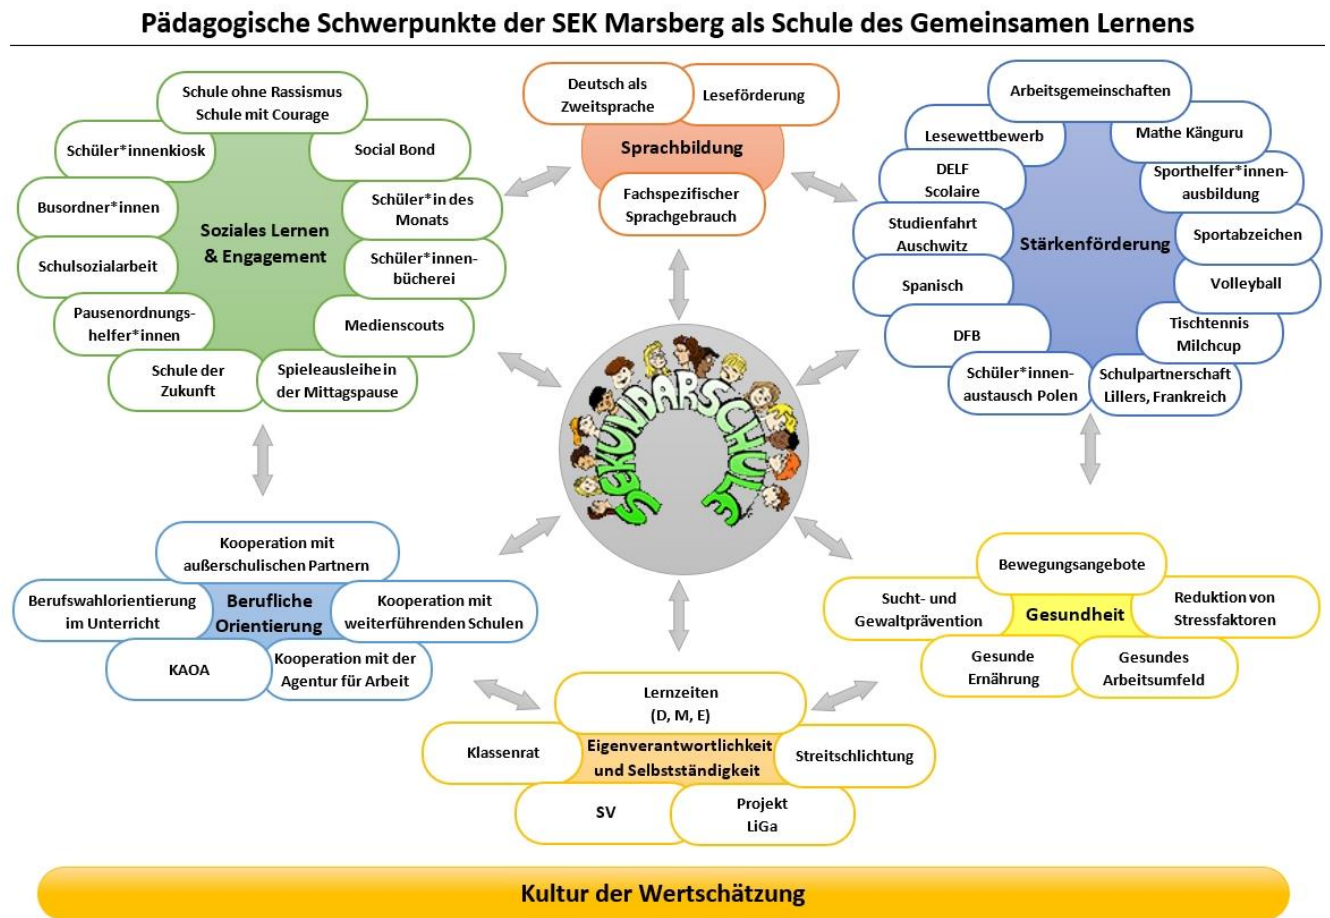 Pädagogische Schwerpunkte der SEK Marsberg als Schule des Gemeinsamen Lernens
Schule ohne Rassismus
Schule mit Courage
Schüler*innenkiosk
Social Bond
Busordner*innen
Schüler*in des
Monats
Soziales Lernen
& Engagement
Schulsozialarbeit
Schüler*innen-
bücherei
Pausenordnungs-
helfer*innen
Medienscouts
Schule der
Zukunft
Spieleausleihe in
der Mittagspause
Deutsch als
Zweitsprache
Leseförderung
Sprachbildung
Fachspezifischer
Sprachgebrauch
Arbeitsgemeinschaften
Lesewettbewerb
Mathe Känguru
DELF
Scolaire
Sporthelfer*innen-
ausbildung
Studienfahrt
Auschwitz
Stärkenförderung
Sportabzeichen
Spanisch
Volleyball
DFB
Tischtennis
Milchcup
Schüler*innen-
austausch Polen
Schulpartnerschaft
Lillers, Frankreich
SEKUNDARSCHULE
Kooperation mit
außerschulischen Partnern
Berufswahlorientierung
im Unterricht
Berufliche
Orientierung
Kooperation mit
weiterführenden Schulen
KAOA
Kooperation mit der
Agentur für Arbeit
Bewegungsangebote
Sucht- und
Gewaltprävention
Gesundheit
Reduktion von
Stressfaktoren
Gesunde
Ernährung
Gesundes
Arbeitsumfeld
Lernzeiten
(D, M, E)
Klassenrat
Eigenverantwortlichkeit
und Selbstständigkeit
Streitschlichtung
SV
Projekt
LiGa
Kultur der Wertschätzung